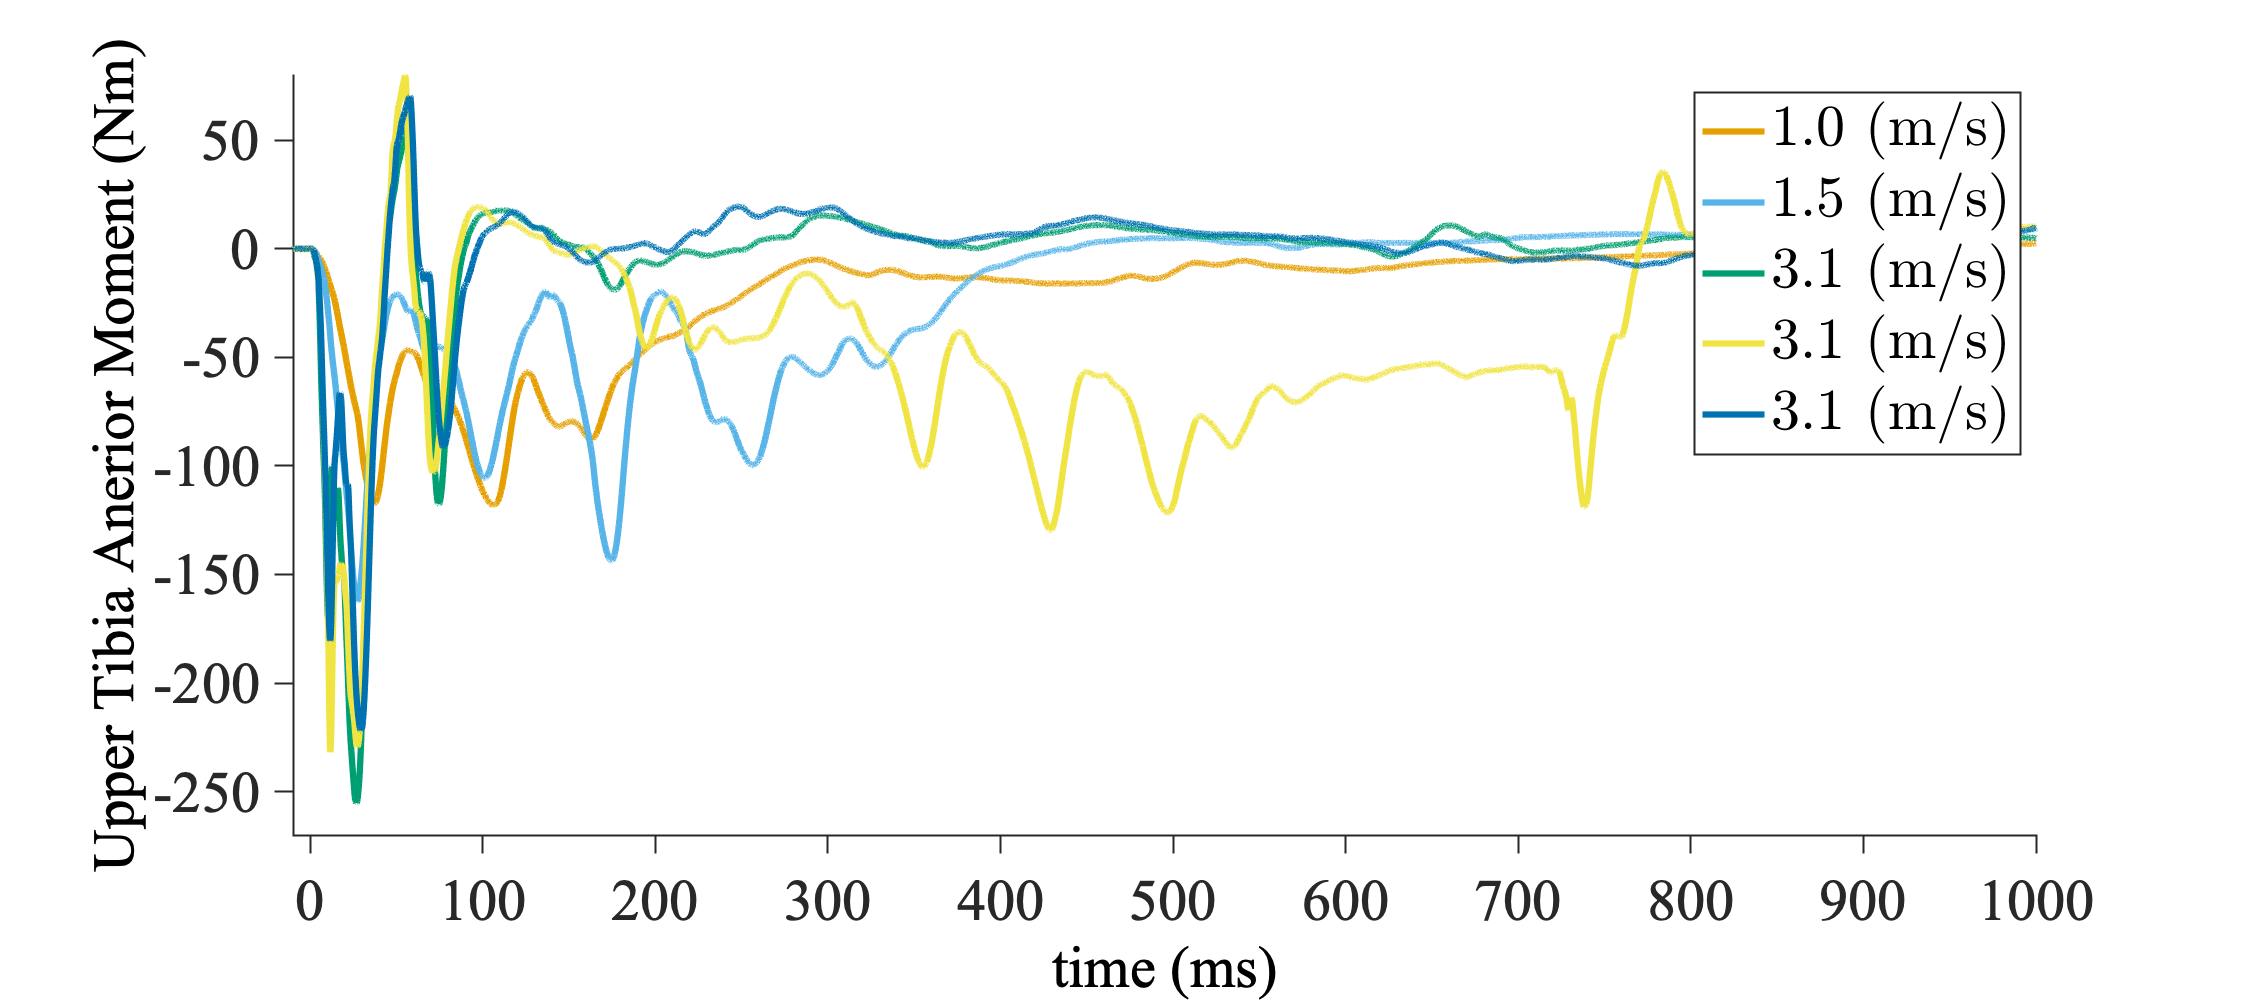 Upper Tibia Anerior Moment (Nm)
50
0
-50
-100
-150
-200
-250
1.0 (m/s)
1.5 (m/s)
3.1 (m/s)
3.1 (m/s)
3.1 (m/s)
0 100 200 300 400 500 600 700 800 900 1000
time (ms)